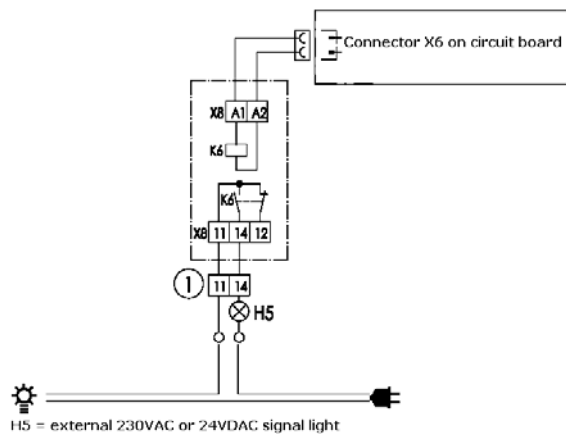 Connector X6 on circuit board
X8 A1 A2
K6
K6
X8 11 14 12
1 11 14
H5
H5 = external 230VAC or 24VDAC signal light